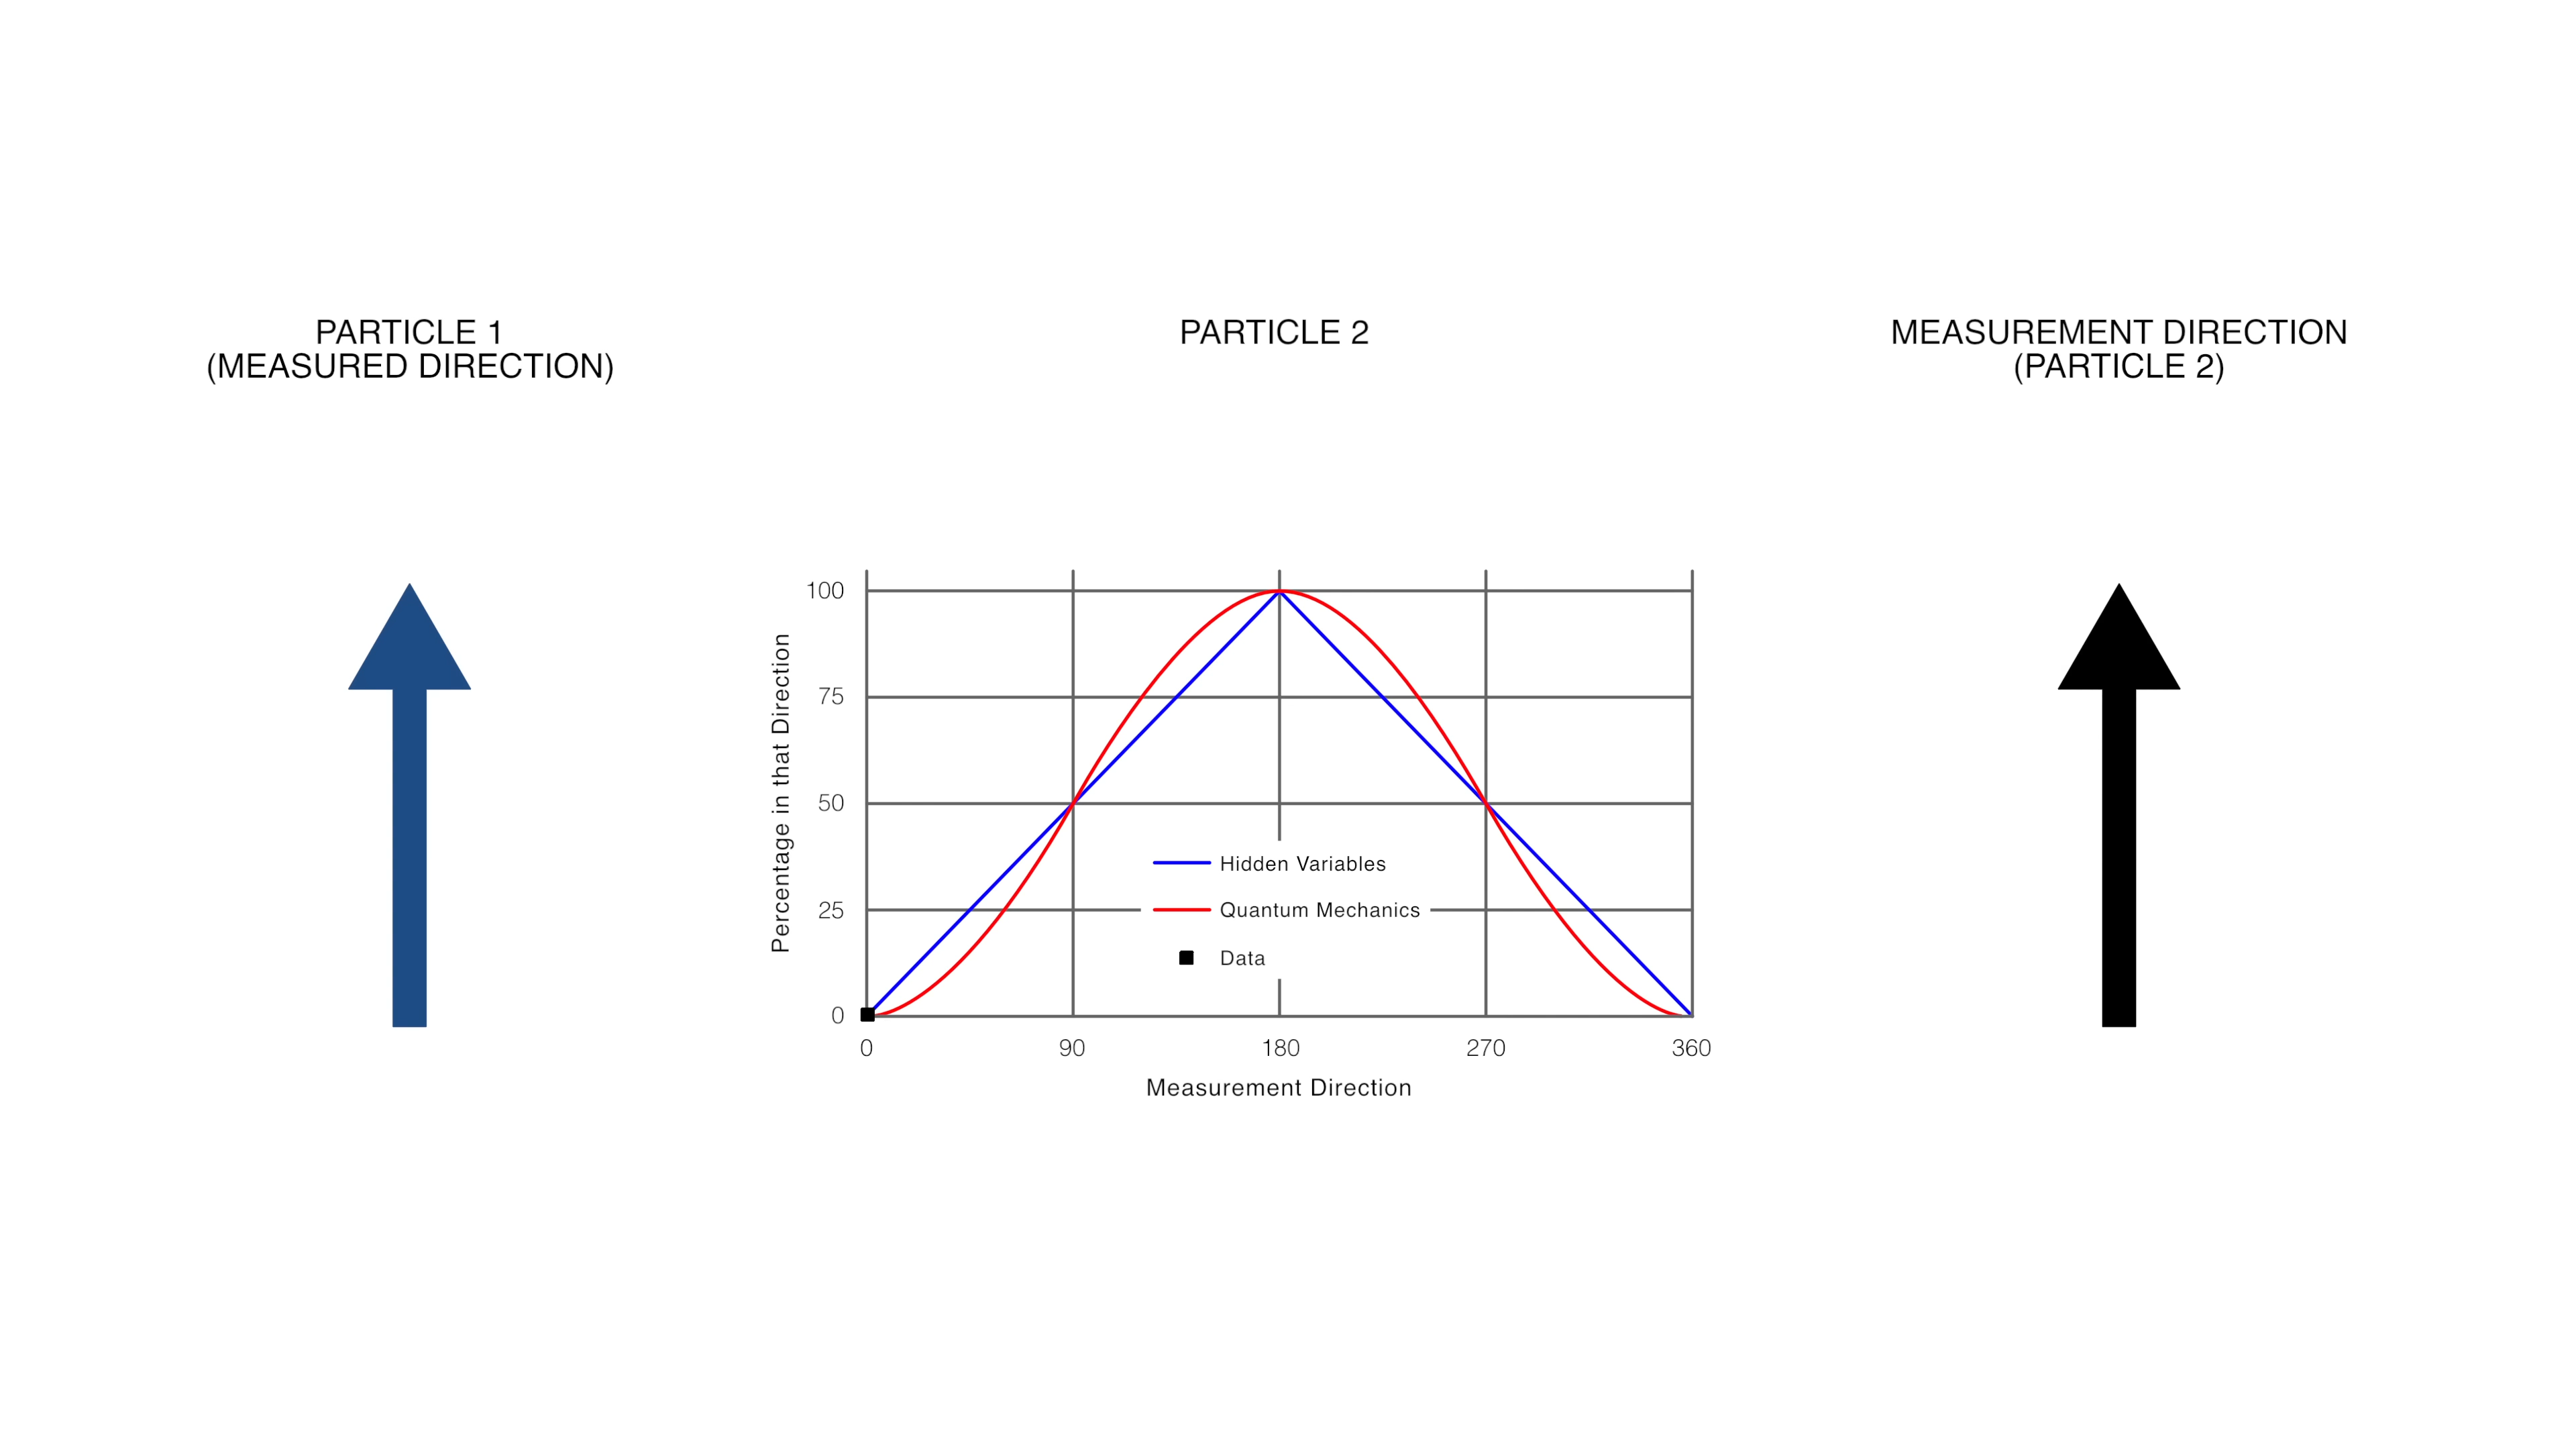 PARTICLE 1
(MEASURED DIRECTION)
PARTICLE 2
MEASUREMENT DIRECTION
(PARTICLE 2)
Percentage in that Direction
100
75
50
25
0
Hidden Variables
Quantum Mechanics
Data
0
90
180
270
360
Measurement Direction